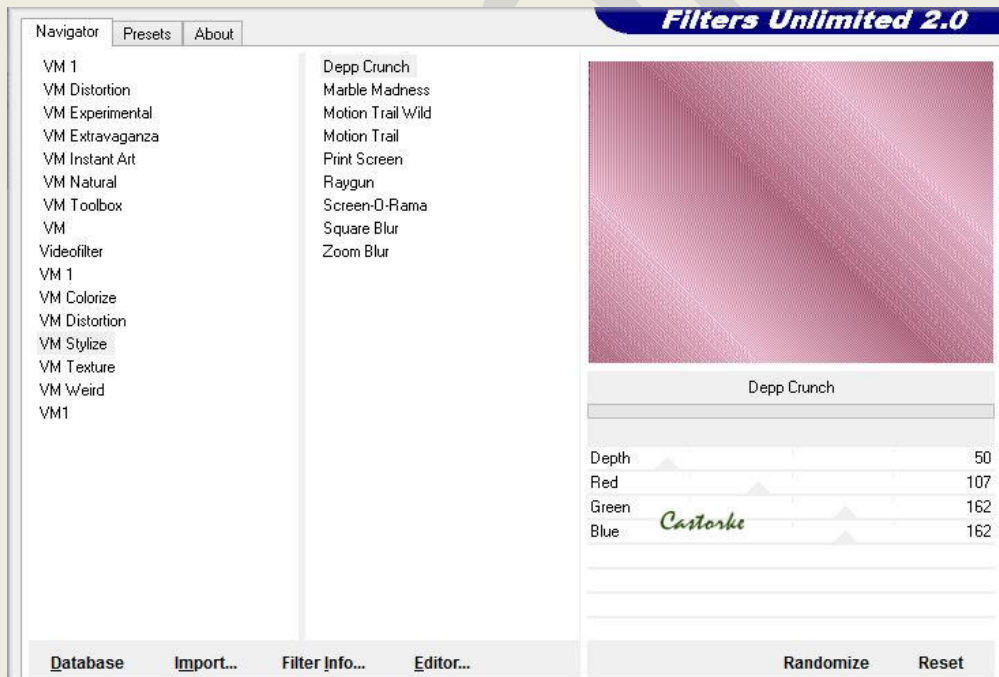 Filters Unlimited 2.0
Navigator Presets About
VM 1
VM Distortion
VM Experimental
VM Extravaganza
VM Instant Art
VM Natural
VM Toolbox
VM
Videofilter
VM 1
VM Colorize
VM Distortion
VM Stylize
VM Texture
VM Weird
VM1
Depp Crunch
Marble Madness
Motion Trail Wild
Motion Trail
Print Screen
Raygun
Screen-O-Rama
Square Blur
Zoom Blur
Depp Crunch
Depth 50
Red 107
Green 162
Blue 162
Castorke
Database Import... Filter Info... Editor... Randomize Reset